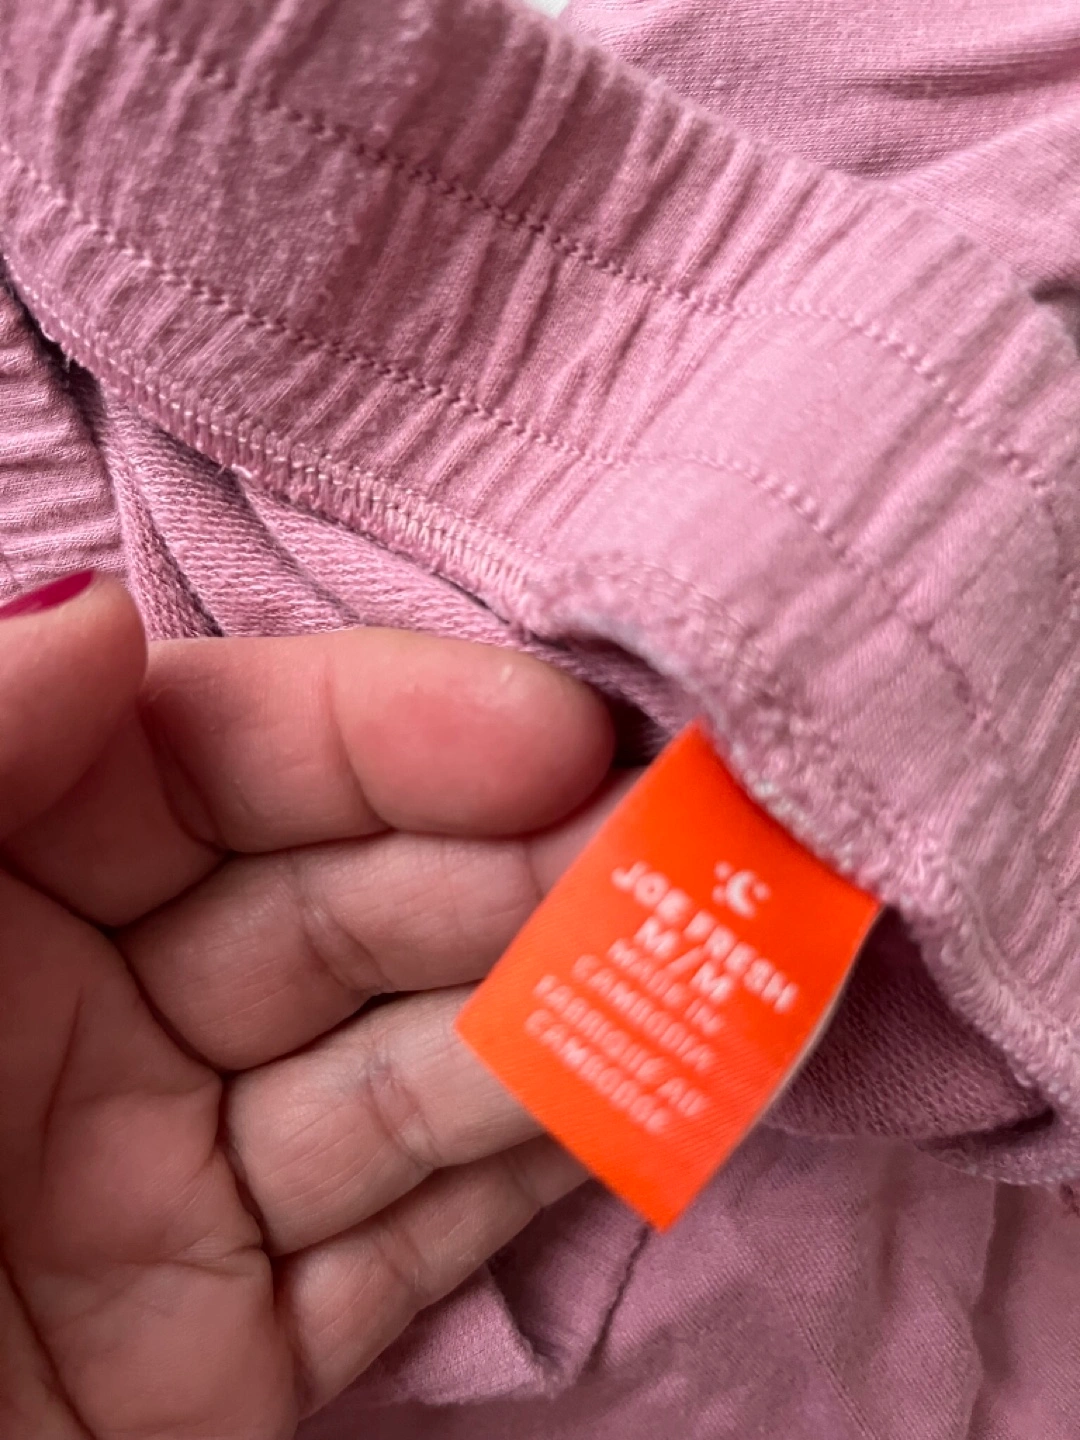 JOE FRESH
M/M
MADE IN
CAMBODIA
FABRIQUÉ AU
CAMBODGE